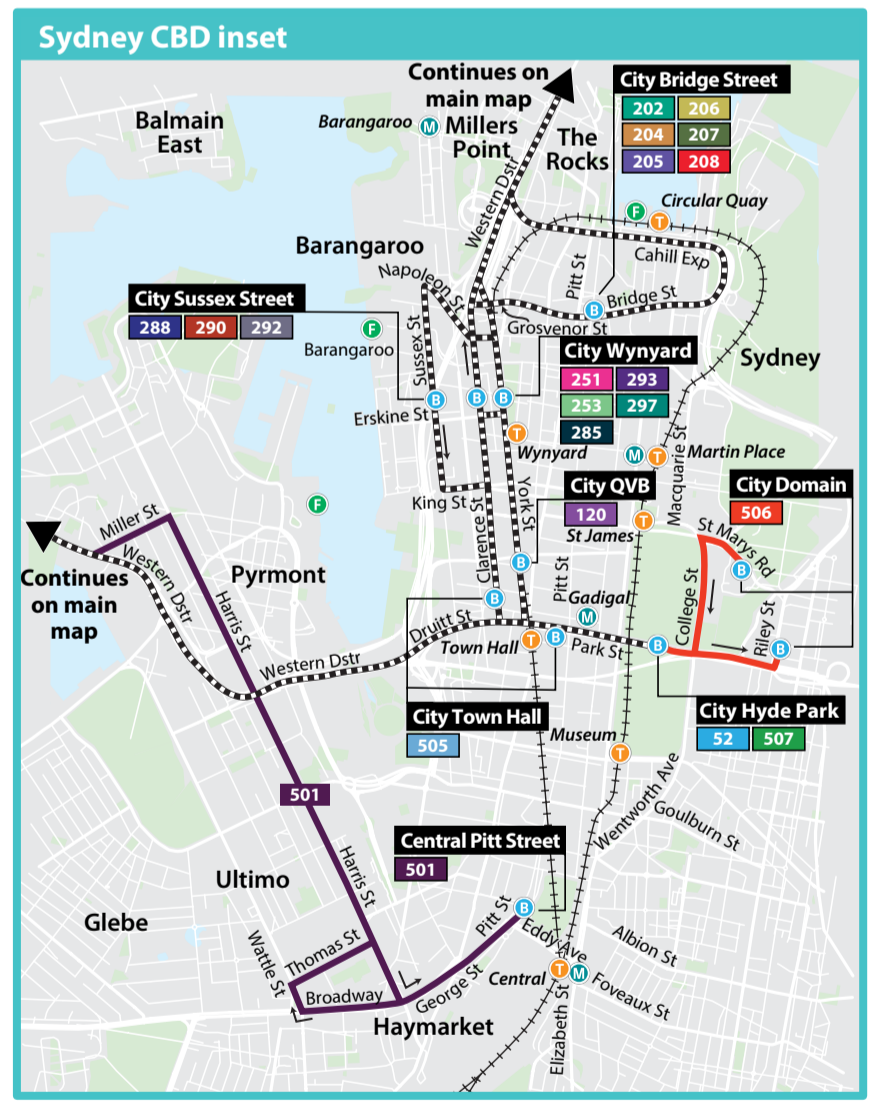 Sydney CBD inset
Continues on
main map
City Bridge Street
202 206
204 207
205 208
Balmain
East
Barangaroo M
Millers
Point
The
Rocks
Western Dstr
F T
Circular Quay
Cahill Exp
Barangaroo
Napoleon St
Pitt St
B
Bridge St
Grosvenor St
City Sussex Street
288 290 292
F
Barangaroo
Sussex St
City Wynyard
251 293
253 297
285
Sydney
B B B
Erskine St
T
Wynyard
M T
Martin Place
Macquarie St
King St
Clarence St
York St
City QVB
120
St James
T
City Domain
506
St Marys Rd
B
F
Miller St
Continues
on main
map
Western Dstr
Pyrmont
Harris St
B
B
Pitt St
Gadigal
M
College St
Riley St
B
Druitt St
Town Hall
T B
Park St
B
Western Dstr
City Town Hall
505
City Hyde Park
52 507
Museum
T
501
Wentworth Ave
Goulburn St
Central Pitt Street
501
Harris St
Ultimo
Glebe
Pitt St
B
Eddy Ave
Albion St
Wattle St
Thomas St
Broadway
George St
Central
T M
Foveaux St
Haymarket
Elizabeth St